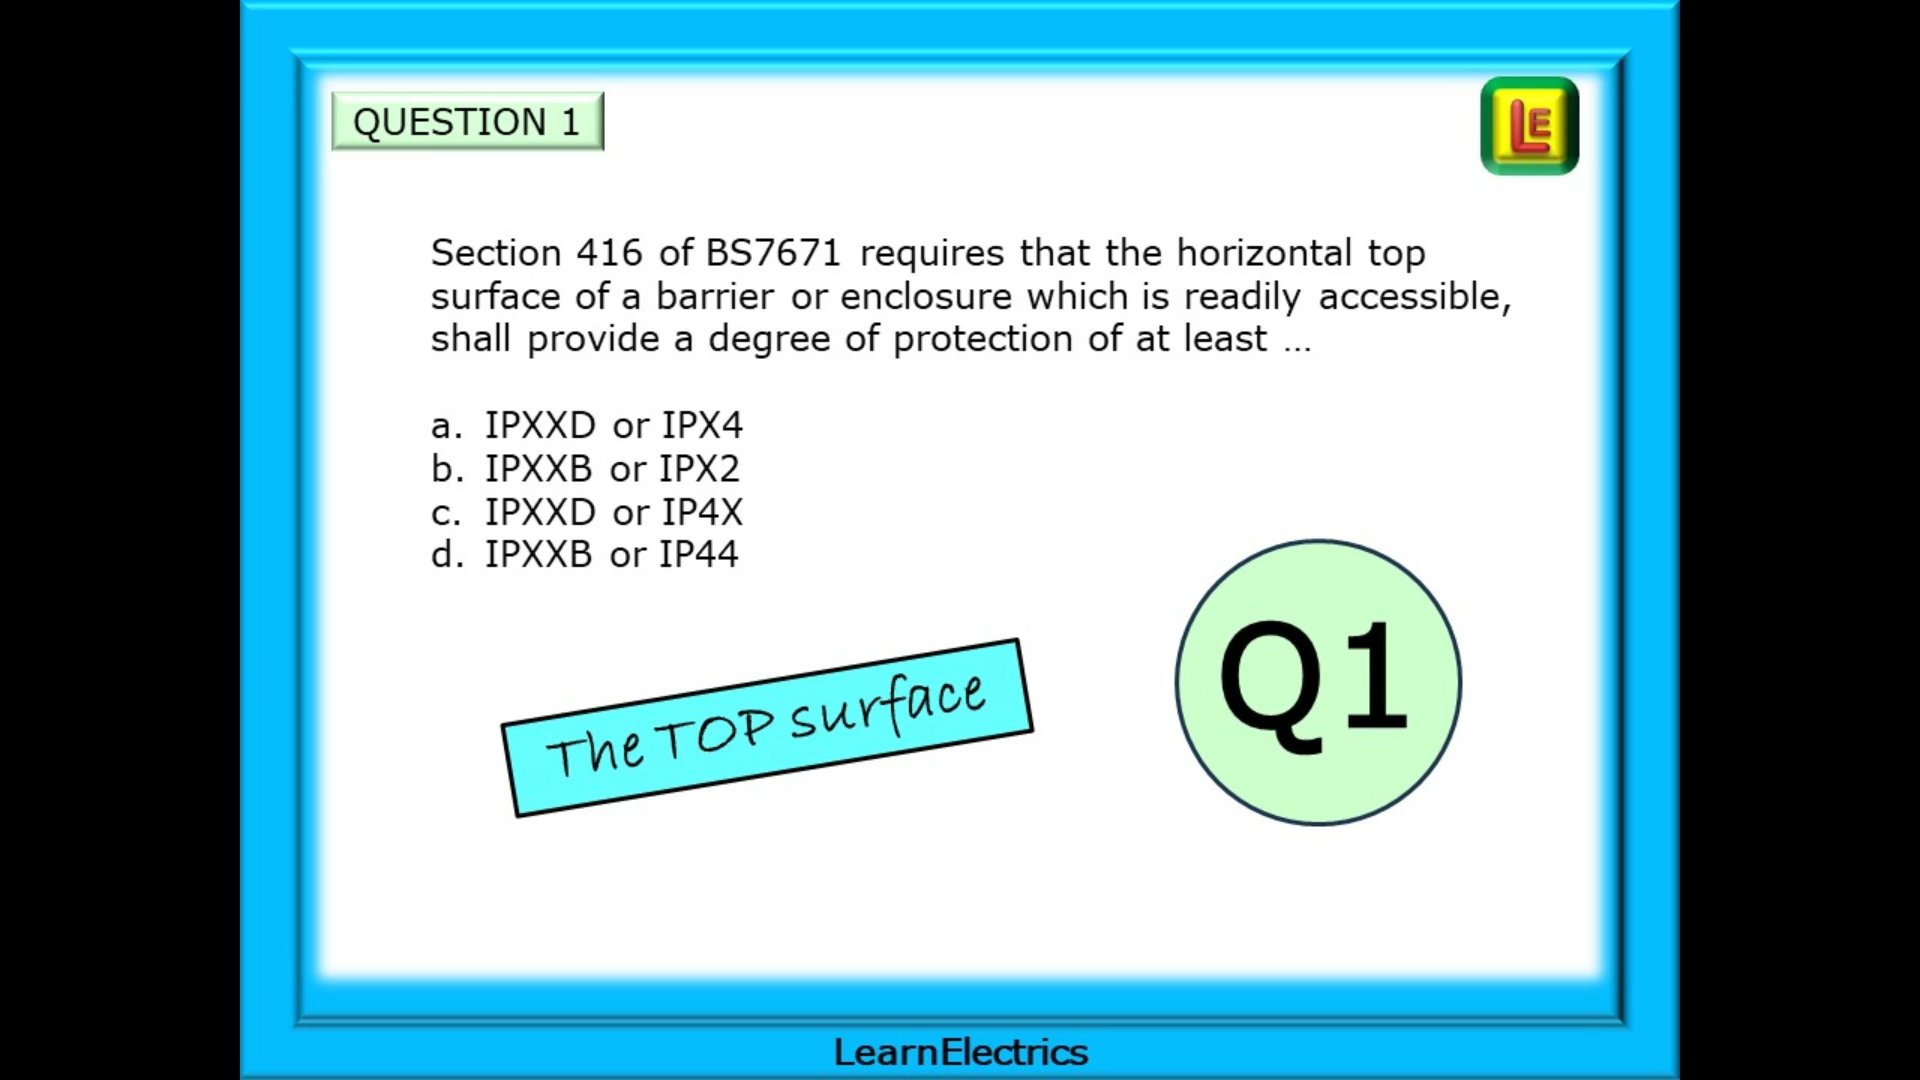 QUESTION 1
LE
Section 416 of BS7671 requires that the horizontal top
surface of a barrier or enclosure which is readily accessible,
shall provide a degree of protection of at least ...
a. IPXXD or IPX4
b. IPXXB or IPX2
c. IPXXD or IP4X
d. IPXXB or IP44
The TOP surface
Q1
LearnElectrics